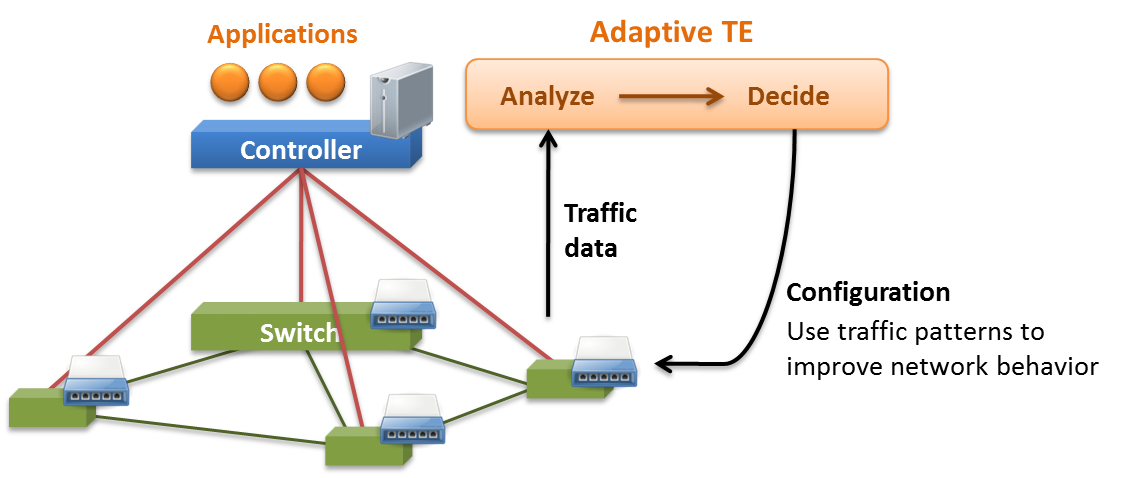 Applications
Adaptive TE
Analyze
Decide
Controller
Traffic
data
Switch
Configuration
Use traffic patterns to
improve network behavior